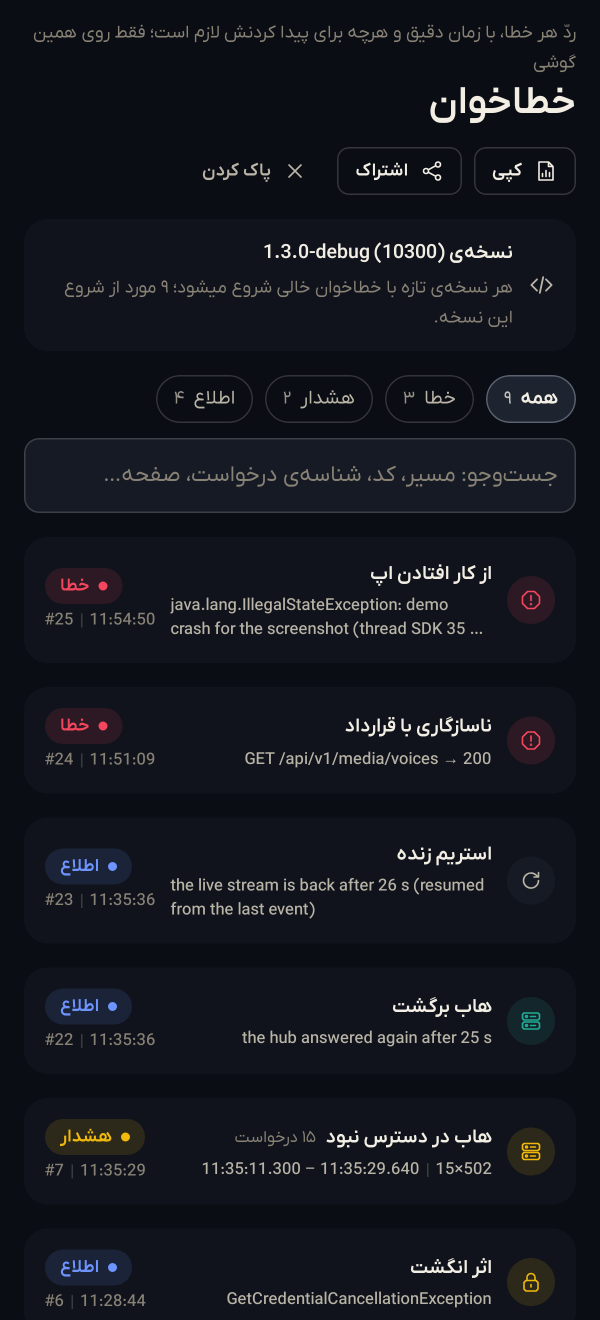 ردّ هر خطا، با زمان دقیق و هرچه برای پیدا کردنش لازم است؛ فقط روی همین
گوشی
خطاخوان
کپی
اشتراک
پاک کردن
نسخه‌ی 1.3.0-debug (10300)
هر نسخه‌ی تازه با خطاخوان خالی شروع میشود؛ ۹ مورد از شروع
این نسخه.
همه ۹
خطا ۳
هشدار ۲
اطلاع ۴
جست‌وجو: مسیر، کد، شناسه‌ی درخواست، صفحه...
از کار افتادن اپ
java.lang.IllegalStateException: demo
crash for the screenshot (thread SDK 35 ...
خطا
#25 | 11:54:50
ناسازگاری با قرارداد
GET /api/v1/media/voices → 200
خطا
#24 | 11:51:09
استریم زنده
the live stream is back after 26 s (resumed
from the last event)
اطلاع
#23 | 11:35:36
هاب برگشت
the hub answered again after 25 s
اطلاع
#22 | 11:35:36
هاب در دسترس نبود ۱۵ درخواست
11:35:11.300 – 11:35:29.640 | 15×502
هشدار
#7 | 11:35:29
اثر انگشت
GetCredentialCancellationException
اطلاع
#6 | 11:28:44